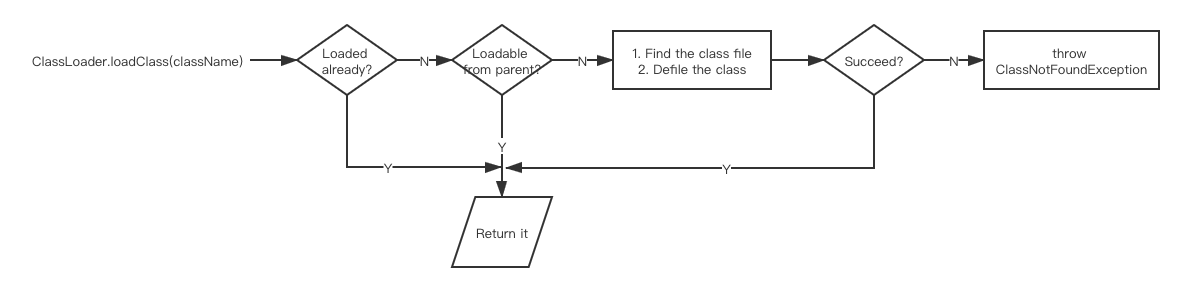 ClassLoader.loadClass(className)
Loaded
already?
N
Loadable
from parent?
N
1. Find the class file
2. Defile the class
Succeed?
N
throw
ClassNotFoundException
Y
Y
Y
Return it